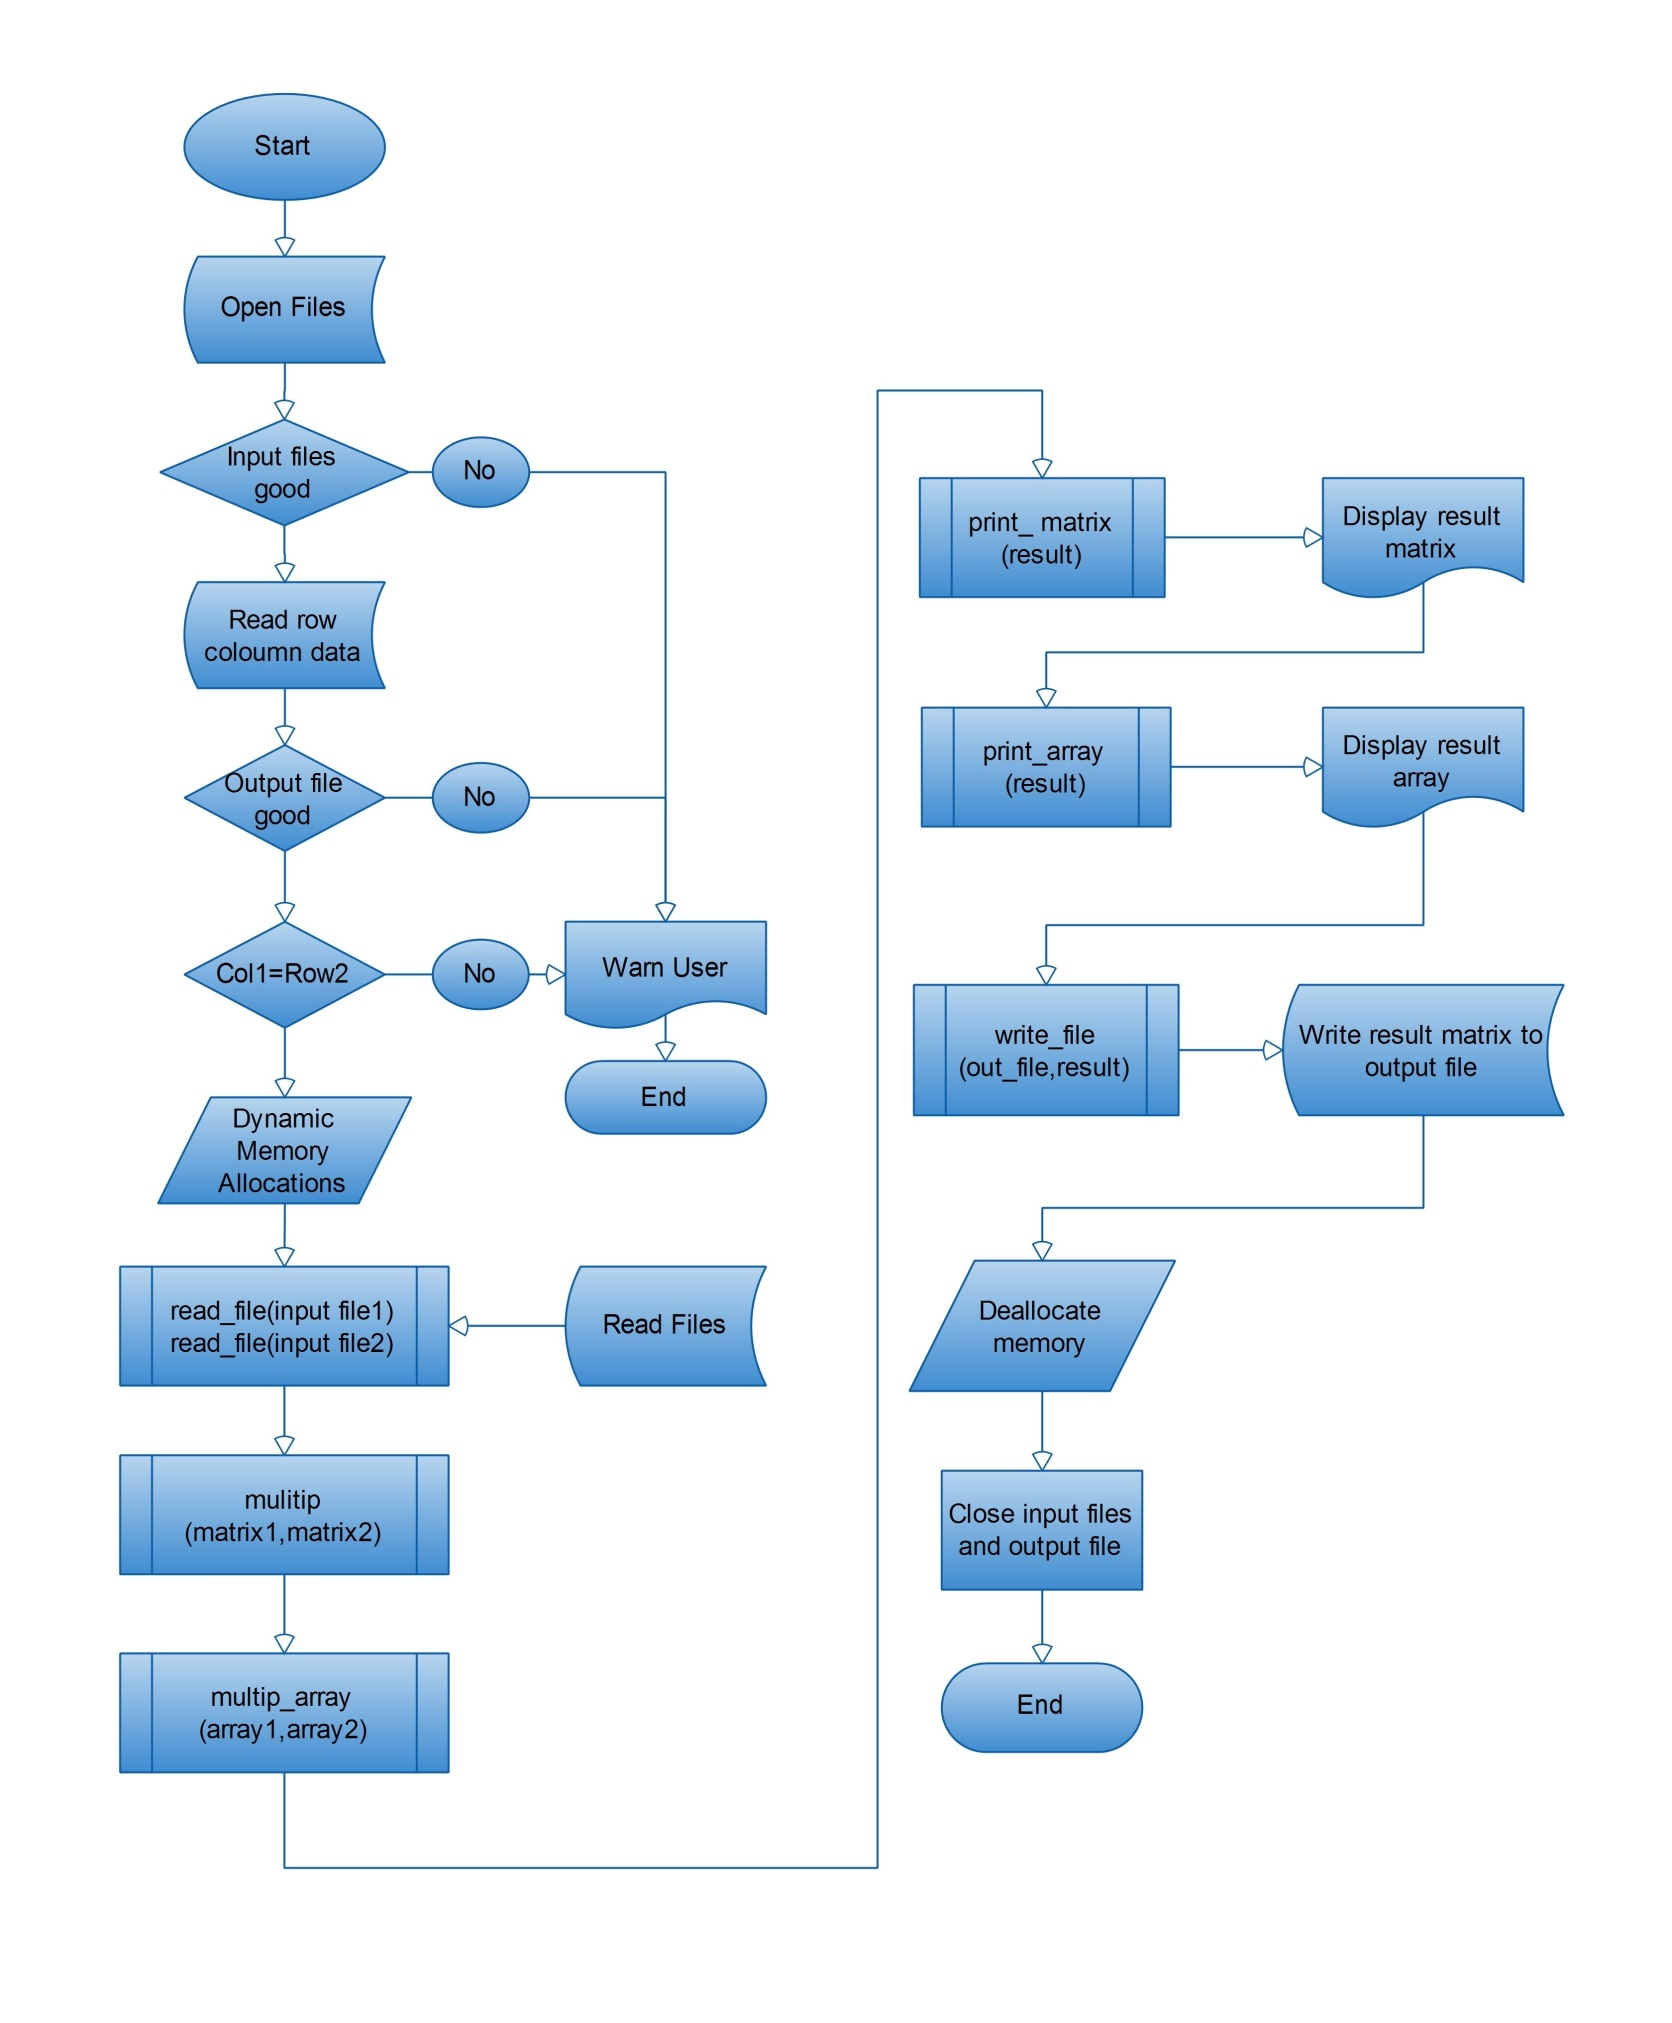 Start
Open Files
Input files
good
No
Read row
coloumn data
Output file
good
No
Col1=Row2
No
Warn User
End
Dynamic
Memory
Allocations
read_file(input file1)
read_file(input file2)
Read Files
mulitip
(matrix1,matrix2)
multip_array
(array1,array2)
print_ matrix
(result)
Display result
matrix
print_array
(result)
Display result
array
write_file
(out_file,result)
Write result matrix to
output file
Deallocate
memory
Close input files
and output file
End